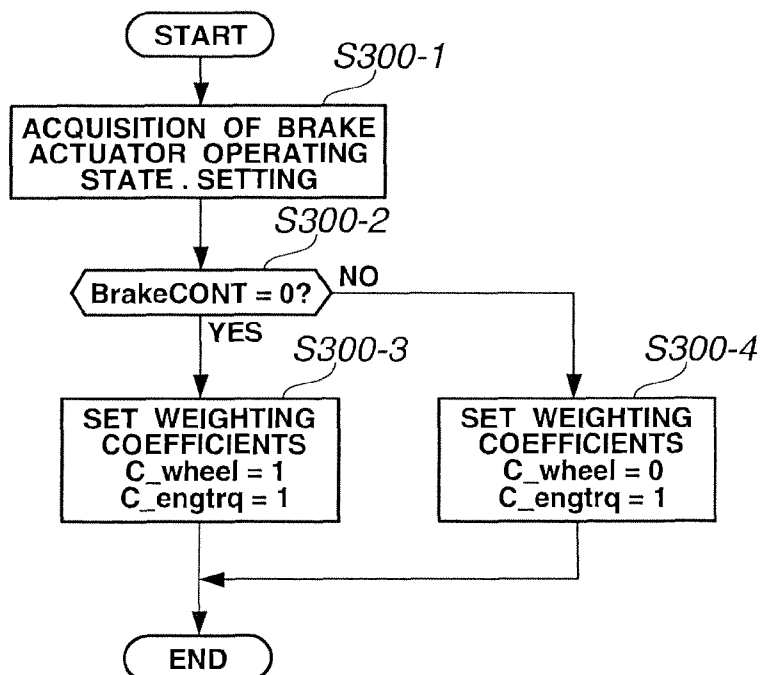 START
S300-1
ACQUISITION OF BRAKE
ACTUATOR OPERATING
STATE . SETTING
S300-2
BrakeCONT = 0?
NO
YES
S300-3
SET WEIGHTING
COEFFICIENTS
C_wheel = 1
C_engtrq = 1
S300-4
SET WEIGHTING
COEFFICIENTS
C_wheel = 0
C_engtrq = 1
END